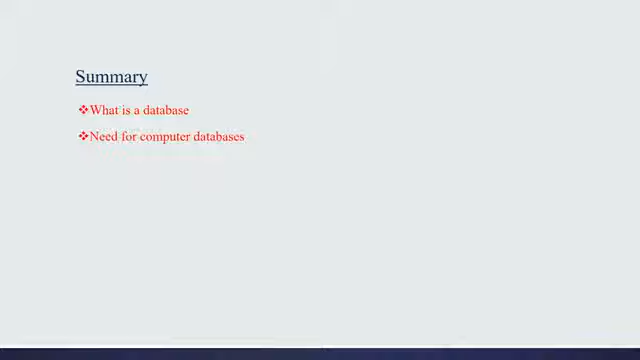 Summary
❖What is a database
❖Need for computer databases